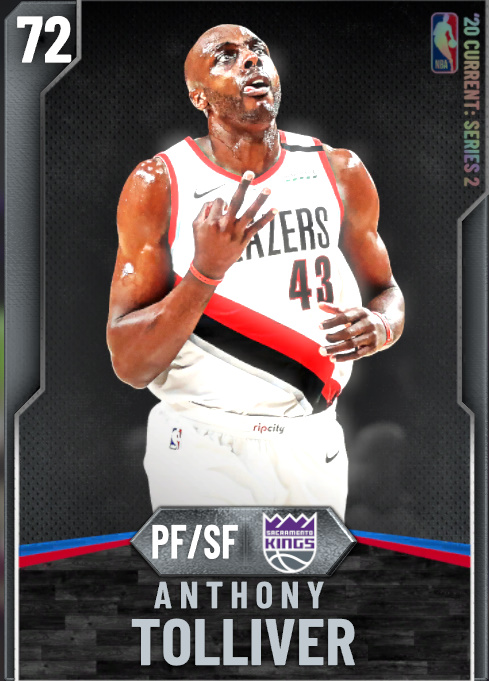 72
NBA
'20 CURRENT: SERIES 2
AZERS
43
ripcity
PF/SF
SACRAMENTO
KINGS
ANTHONY
TOLLIVER